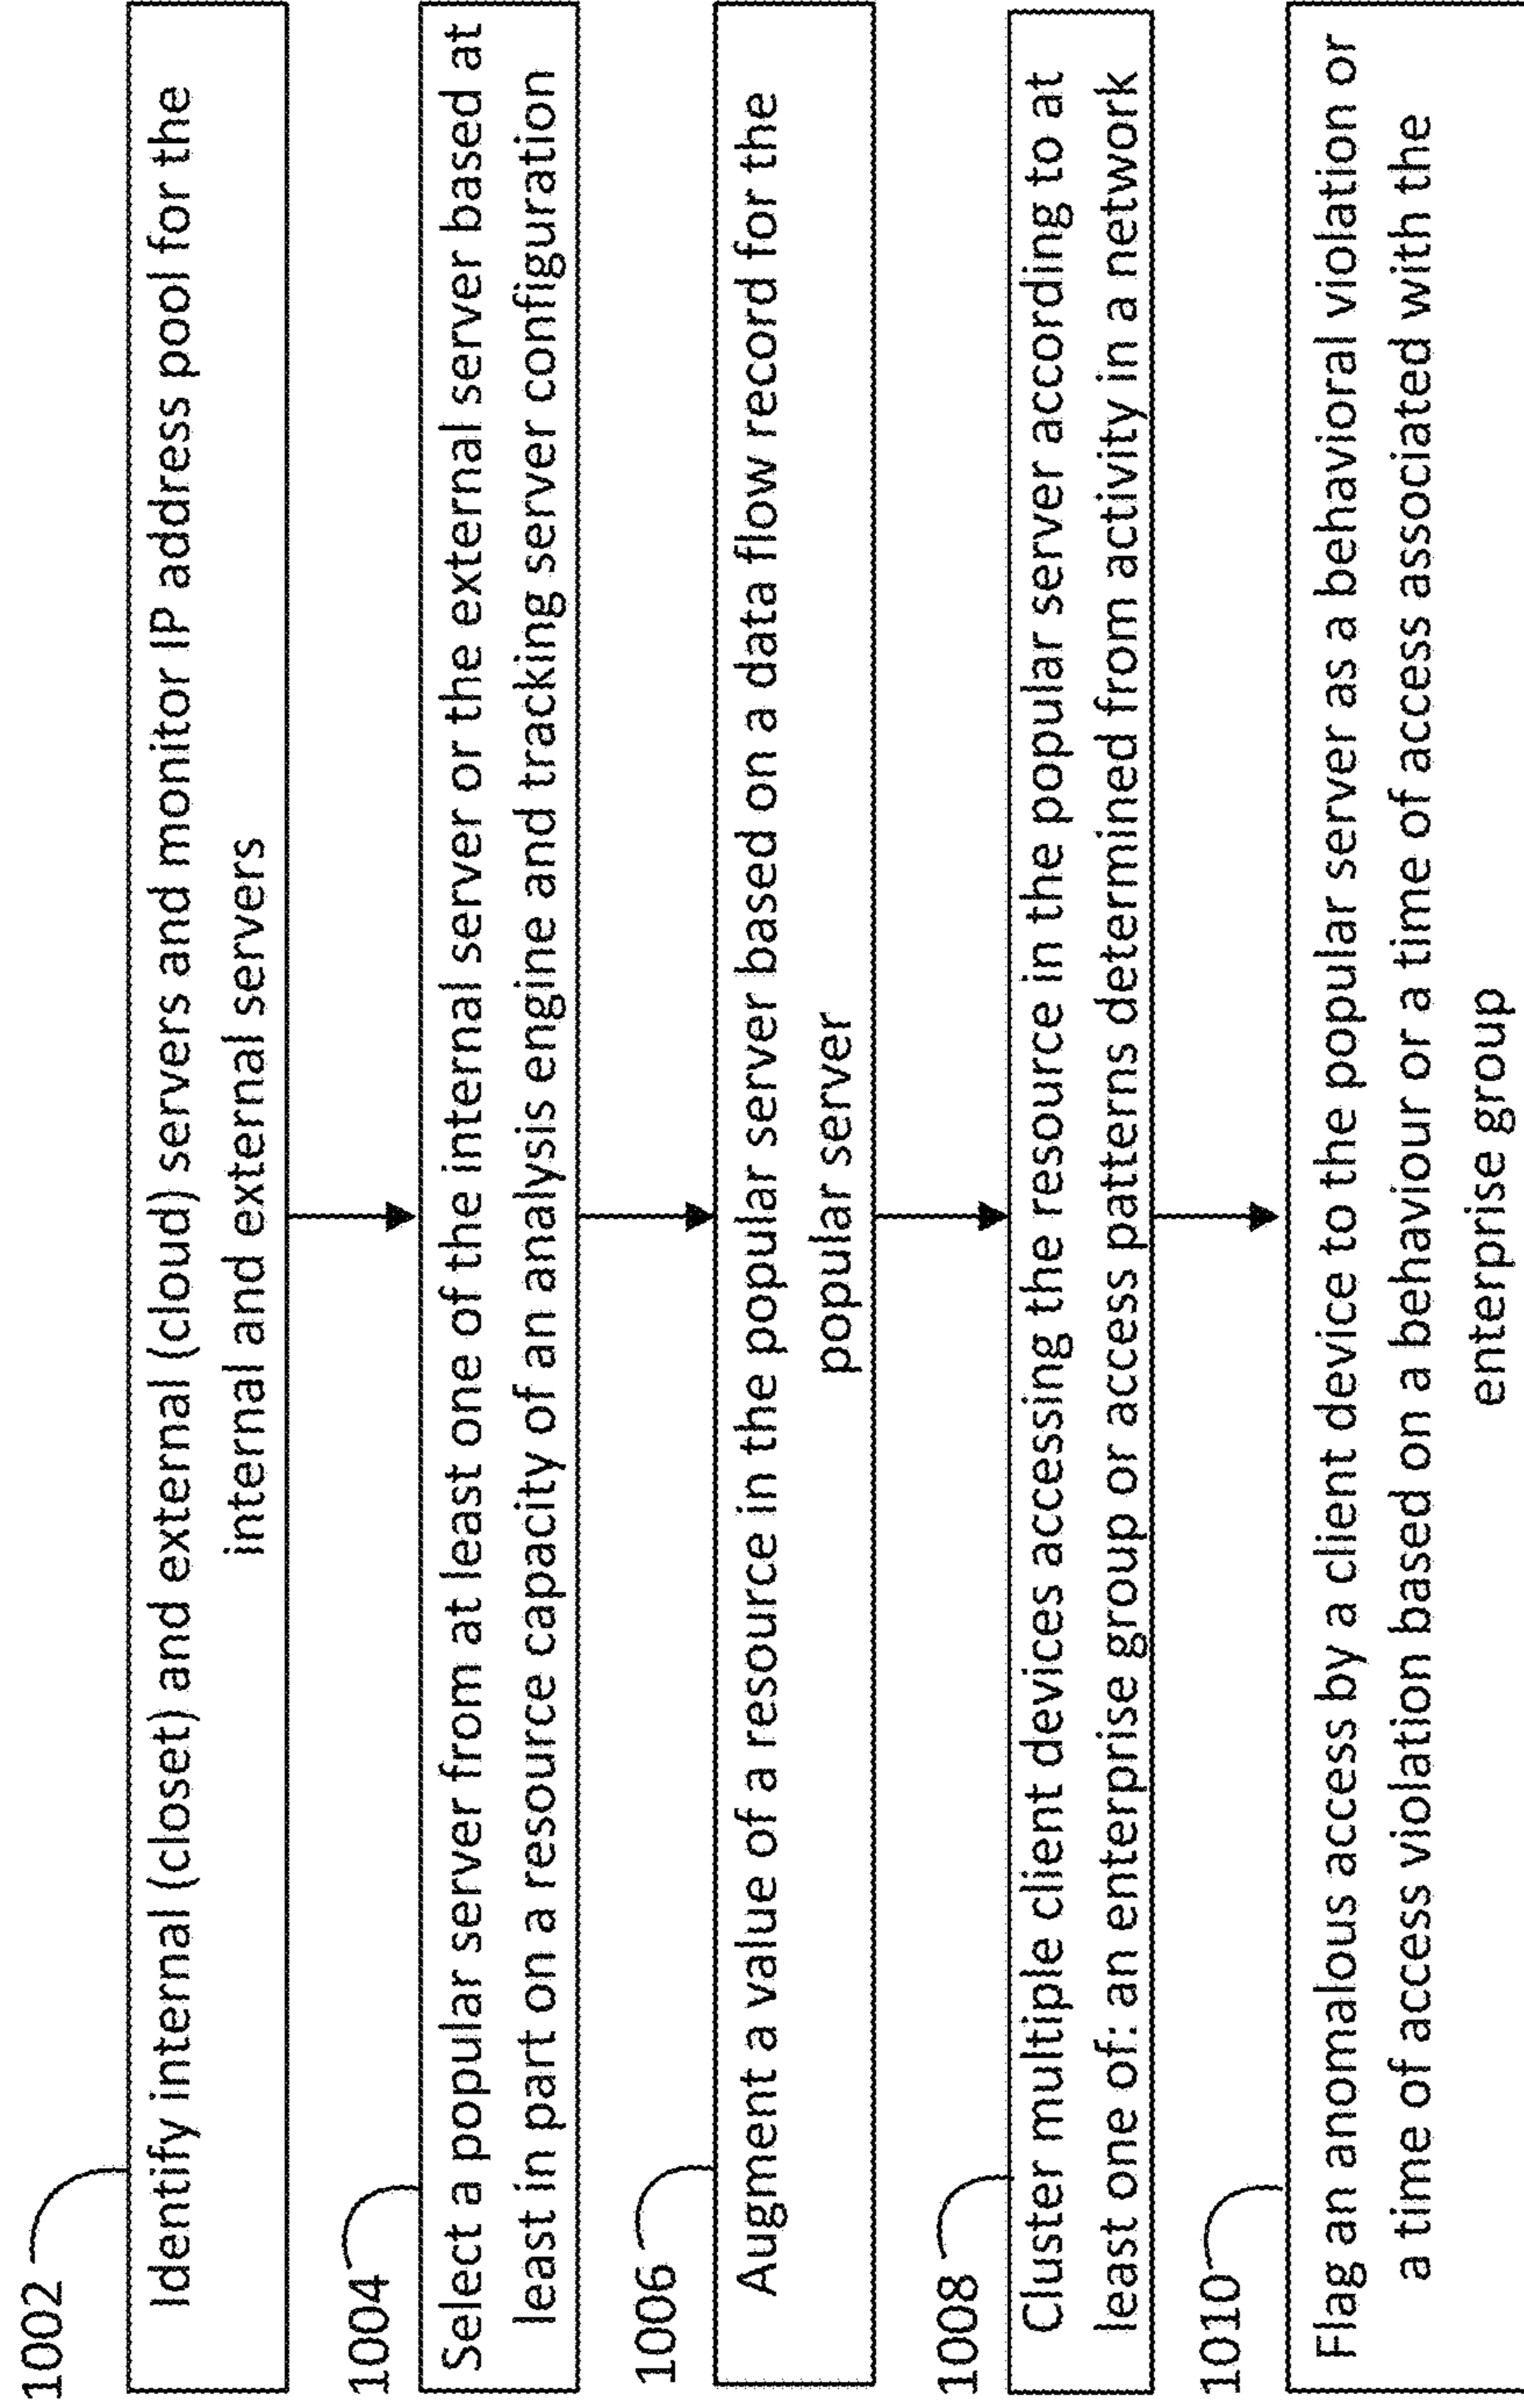 1002
Identify internal (closet) and external (cloud) servers and monitor IP address pool for the
internal and external servers
1004
Select a popular server from at least one of the internal server or the external server based at
least in part on a resource capacity of an analysis engine and tracking server configuration
1006
Augment a value of a resource in the popular server based on a data flow record for the
popular server
1008
Cluster multiple client devices accessing the resource in the popular server according to at
least one of: an enterprise group or access patterns determined from activity in a network
1010
Flag an anomalous access by a client device to the popular server as a behavioral violation or
a time of access violation based on a behaviour or a time of access associated with the
enterprise group